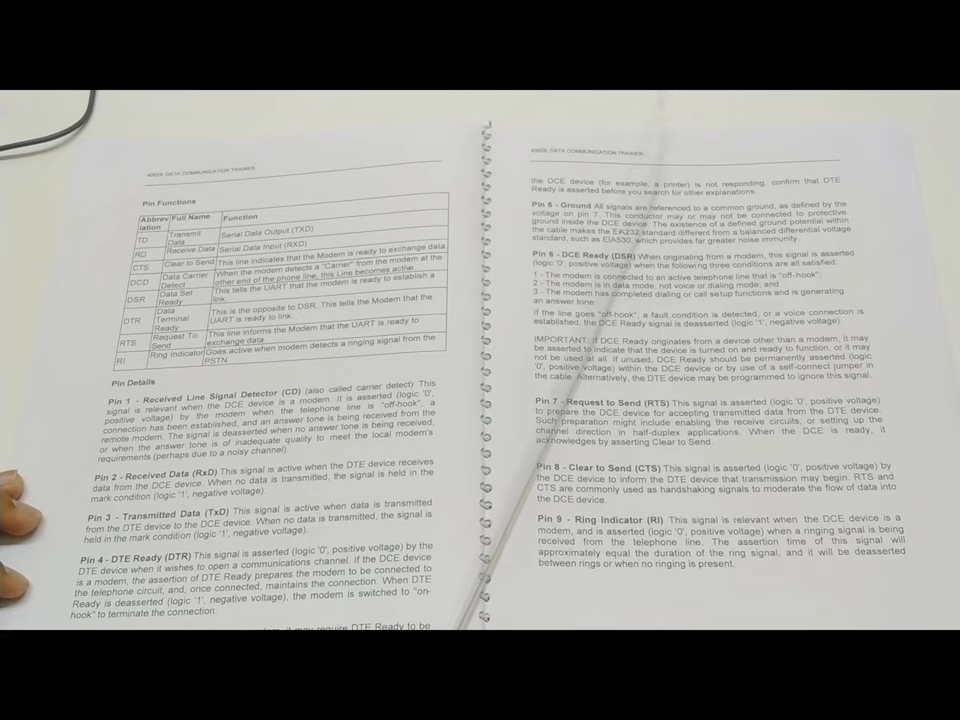 40828: DATA COMMUNICATION TRAINER
Pin Functions
Abbrev iation Full Name Function
TD Transmit Data Serial Data Output (TXD)
RD Receive Data Serial Data Input (RXD)
CTS Clear to Send This line indicates that the Modem is ready to exchange data.
DCD Data Carrier Detect When the modem detects a "Carrier" from the modem at the other end of the phone line, this Line becomes active
DSR Data Set Ready This tells the UART that the modem is ready to establish a link.
DTR Data Terminal Ready This is the opposite to DSR. This tells the Modem that the UART is ready to link.
RTS Request To Send This line informs the Modem that the UART is ready to exchange data.
RI Ring Indicator Goes active when modem detects a ringing signal from the PSTN.
Pin Details
Pin 1 - Received Line Signal Detector (CD) (also called carrier detect) This
signal is relevant when the DCE device is a modem. It is asserted (logic '0',
positive voltage) by the modem when the telephone line is "off-hook", a
connection has been established, and an answer tone is being received from the
remote modem. The signal is deasserted when no answer tone is being received,
or when the answer tone is of inadequate quality to meet the local modem's
requirements (perhaps due to a noisy channel).
Pin 2 - Received Data (RxD) This signal is active when the DTE device receives
data from the DCE device. When no data is transmitted, the signal is held in the
mark condition (logic '1', negative voltage).
Pin 3 - Transmitted Data (TxD) This signal is active when data is transmitted
from the DTE device to the DCE device. When no data is transmitted, the signal is
held in the mark condition (logic '1', negative voltage).
Pin 4 - DTE Ready (DTR) This signal is asserted (logic '0', positive voltage) by the
DTE device when it wishes to open a communications channel. If the DCE device
is a modem, the assertion of DTE Ready prepares the modem to be connected to
the telephone circuit, and, once connected, maintains the connection. When DTE
Ready is deasserted (logic '1', negative voltage), the modem is switched to "on-
hook" to terminate the connection.
modem, it may require DTE Ready to be
40828: DATA COMMUNICATION TRAINER
the DCE device (for example, a printer) is not responding, confirm that DTE
Ready is asserted before you search for other explanations.
Pin 5 - Ground All signals are referenced to a common ground, as defined by the
voltage on pin 7. This conductor may or may not be connected to protective
ground inside the DCE device. The existence of a defined ground potential within
the cable makes the EIA232 standard different from a balanced differential voltage
standard, such as EIA530, which provides far greater noise immunity.
Pin 6 - DCE Ready (DSR) When originating from a modem, this signal is asserted
(logic '0', positive voltage) when the following three conditions are all satisfied:
1 - The modem is connected to an active telephone line that is "off-hook";
2 - The modem is in data mode, not voice or dialing mode; and
3 - The modem has completed dialing or call setup functions and is generating
an answer tone
If the line goes "off-hook", a fault condition is detected, or a voice connection is
established, the DCE Ready signal is deasserted (logic '1', negative voltage).
IMPORTANT: If DCE Ready originates from a device other than a modem, it may
be asserted to indicate that the device is turned on and ready to function, or it may
not be used at all. If unused, DCE Ready should be permanently asserted (logic
'0', positive voltage) within the DCE device or by use of a self-connect jumper in
the cable. Alternatively, the DTE device may be programmed to ignore this signal.
Pin 7 - Request to Send (RTS) This signal is asserted (logic '0', positive voltage)
to prepare the DCE device for accepting transmitted data from the DTE device.
Such preparation might include enabling the receive circuits, or setting up the
channel direction in half-duplex applications. When the DCE is ready, it
acknowledges by asserting Clear to Send.
Pin 8 - Clear to Send (CTS) This signal is asserted (logic '0', positive voltage) by
the DCE device to inform the DTE device that transmission may begin. RTS and
CTS are commonly used as handshaking signals to moderate the flow of data into
the DCE device.
Pin 9 - Ring Indicator (RI) This signal is relevant when the DCE device is a
modem, and is asserted (logic '0', positive voltage) when a ringing signal is being
received from the telephone line. The assertion time of this signal will
approximately equal the duration of the ring signal, and it will be deasserted
between rings or when no ringing is present.